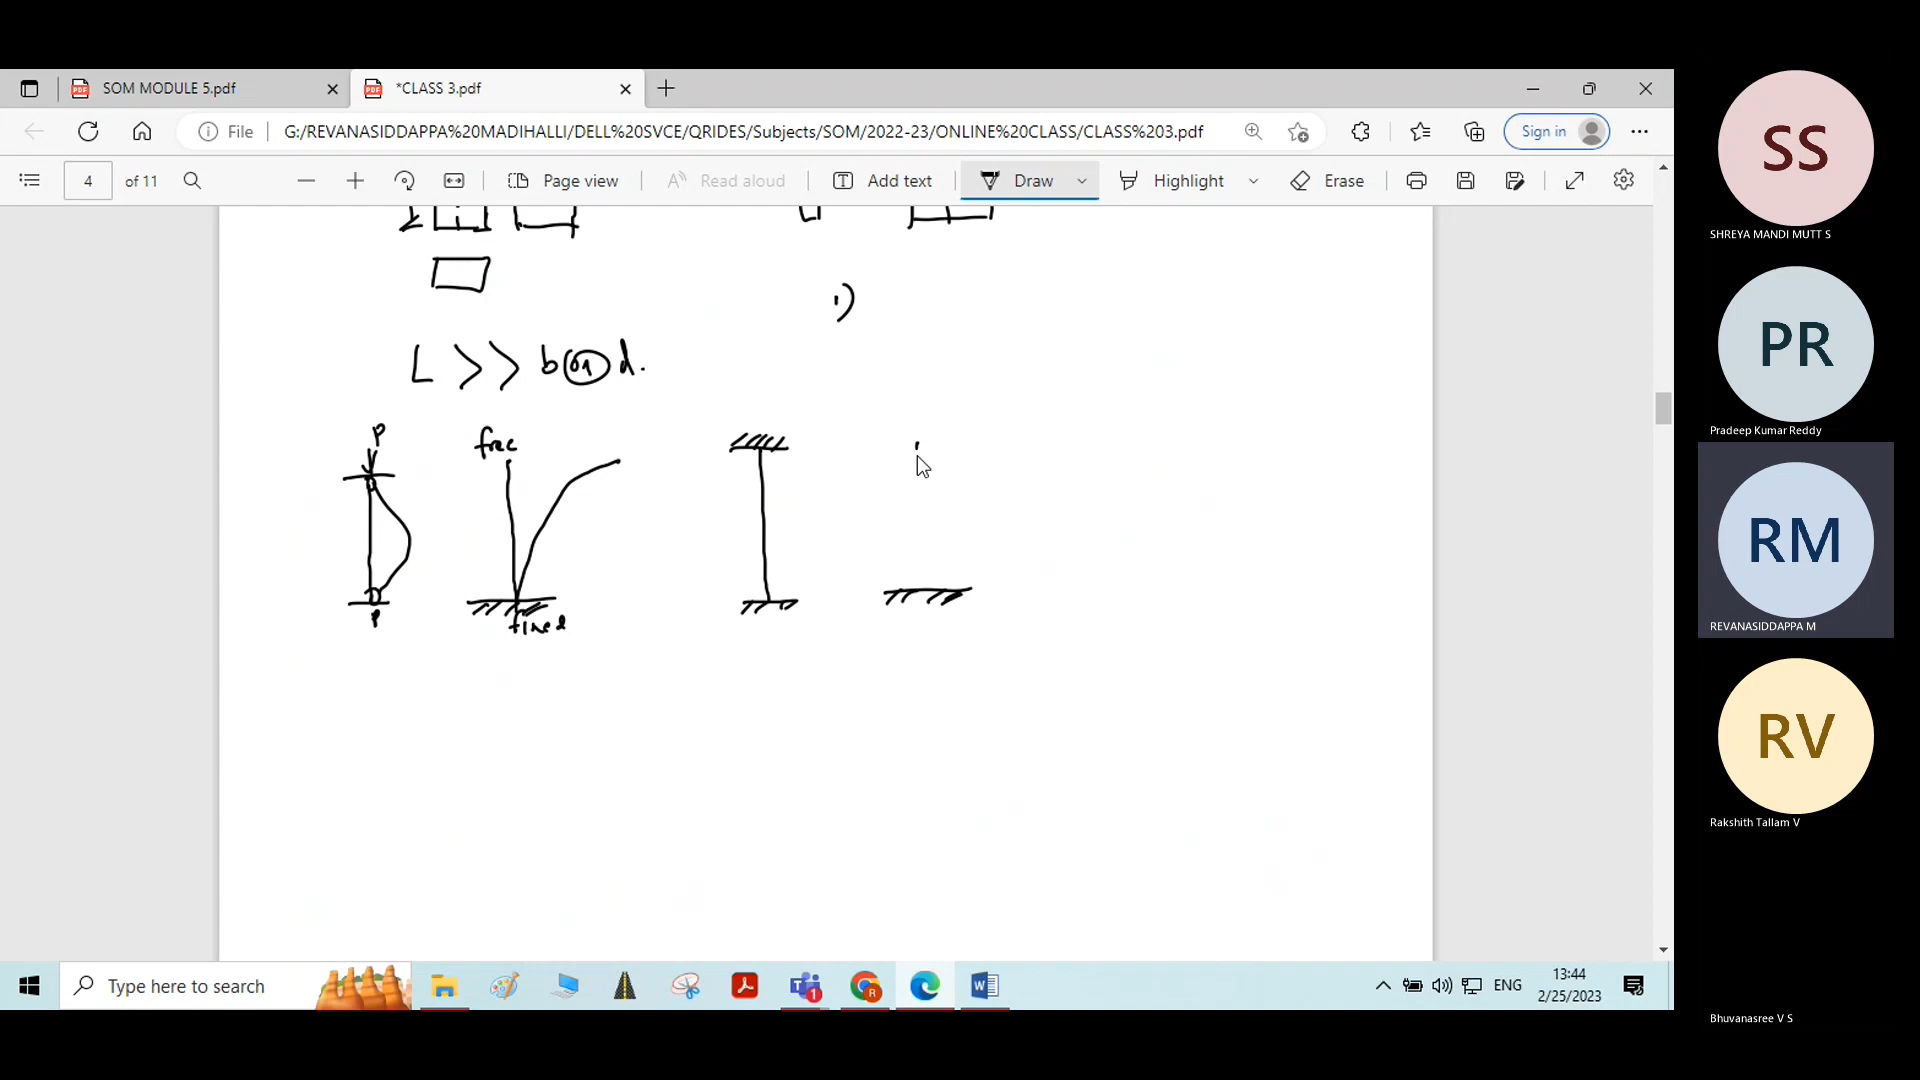 SOM MODULE 5.pdf
*CLASS 3.pdf
File
G:/REVANASIDDAPPA%20MADIHALLI/DELL%20SVCE/QRIDES/Subjects/SOM/2022-23/ONLINE%20CLASS/CLASS%203.pdf
Sign in
4 of 11
Page view
Read aloud
Add text
Draw
Highlight
Erase
1)
L >> b or d.
P
free
P
fixed
SS
SHREYA MANDI MUTT S
PR
Pradeep Kumar Reddy
RM
REVANASIDDAPPA M
RV
Rakshith Tallam V
Bhuvanasree V S
Type here to search
1
R
ENG
13:44
2/25/2023